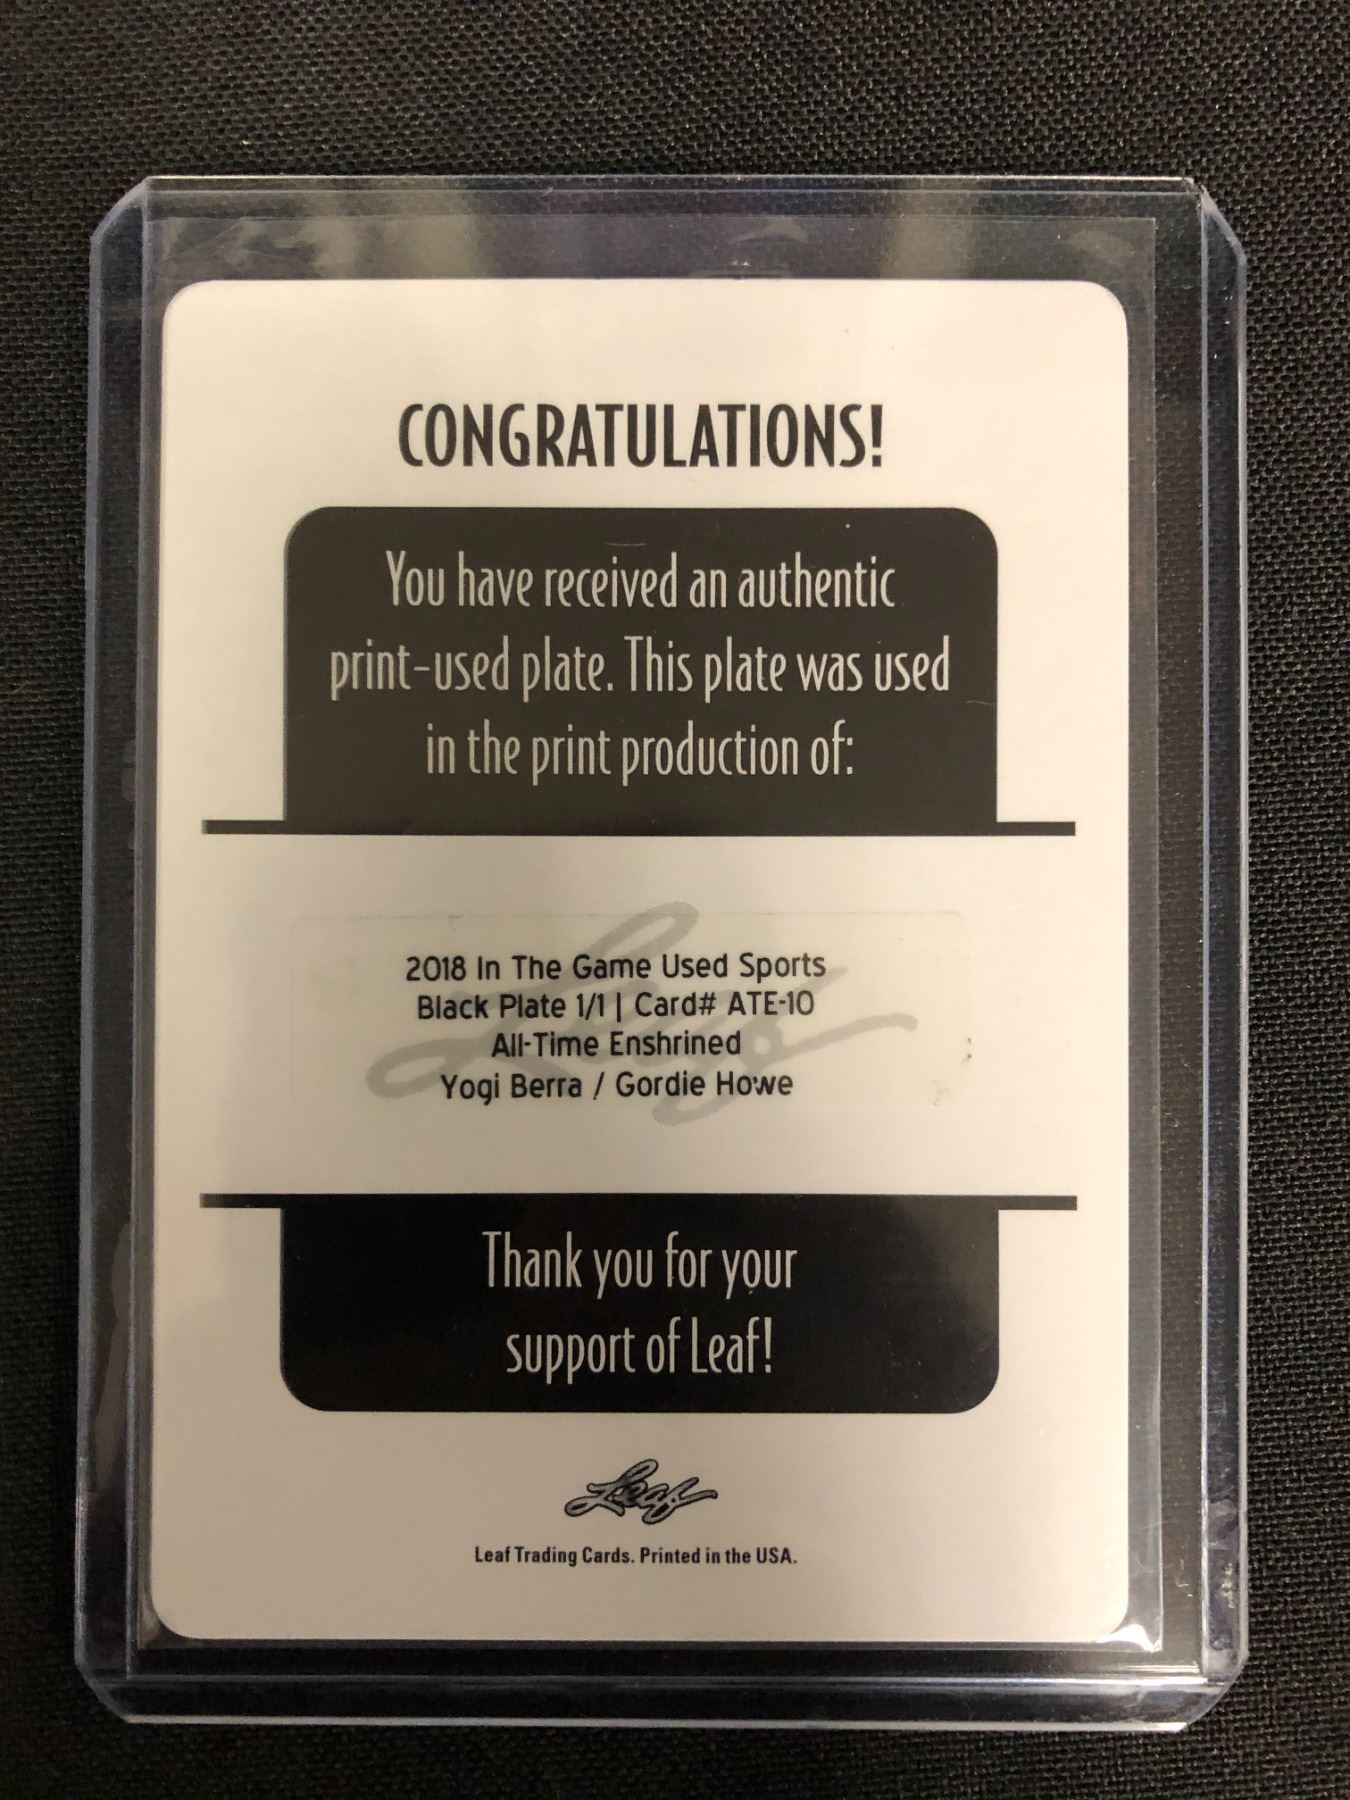 CONGRATULATIONS!
You have received an authentic
print-used plate. This plate was used
in the print production of:
Leaf
2018 In The Game Used Sports
Black Plate 1/1 | Card# ATE-10
All-Time Enshrined
Yogi Berra / Gordie Howe
Thank you for your
support of Leaf!
Leaf
Leaf Trading Cards. Printed in the USA.